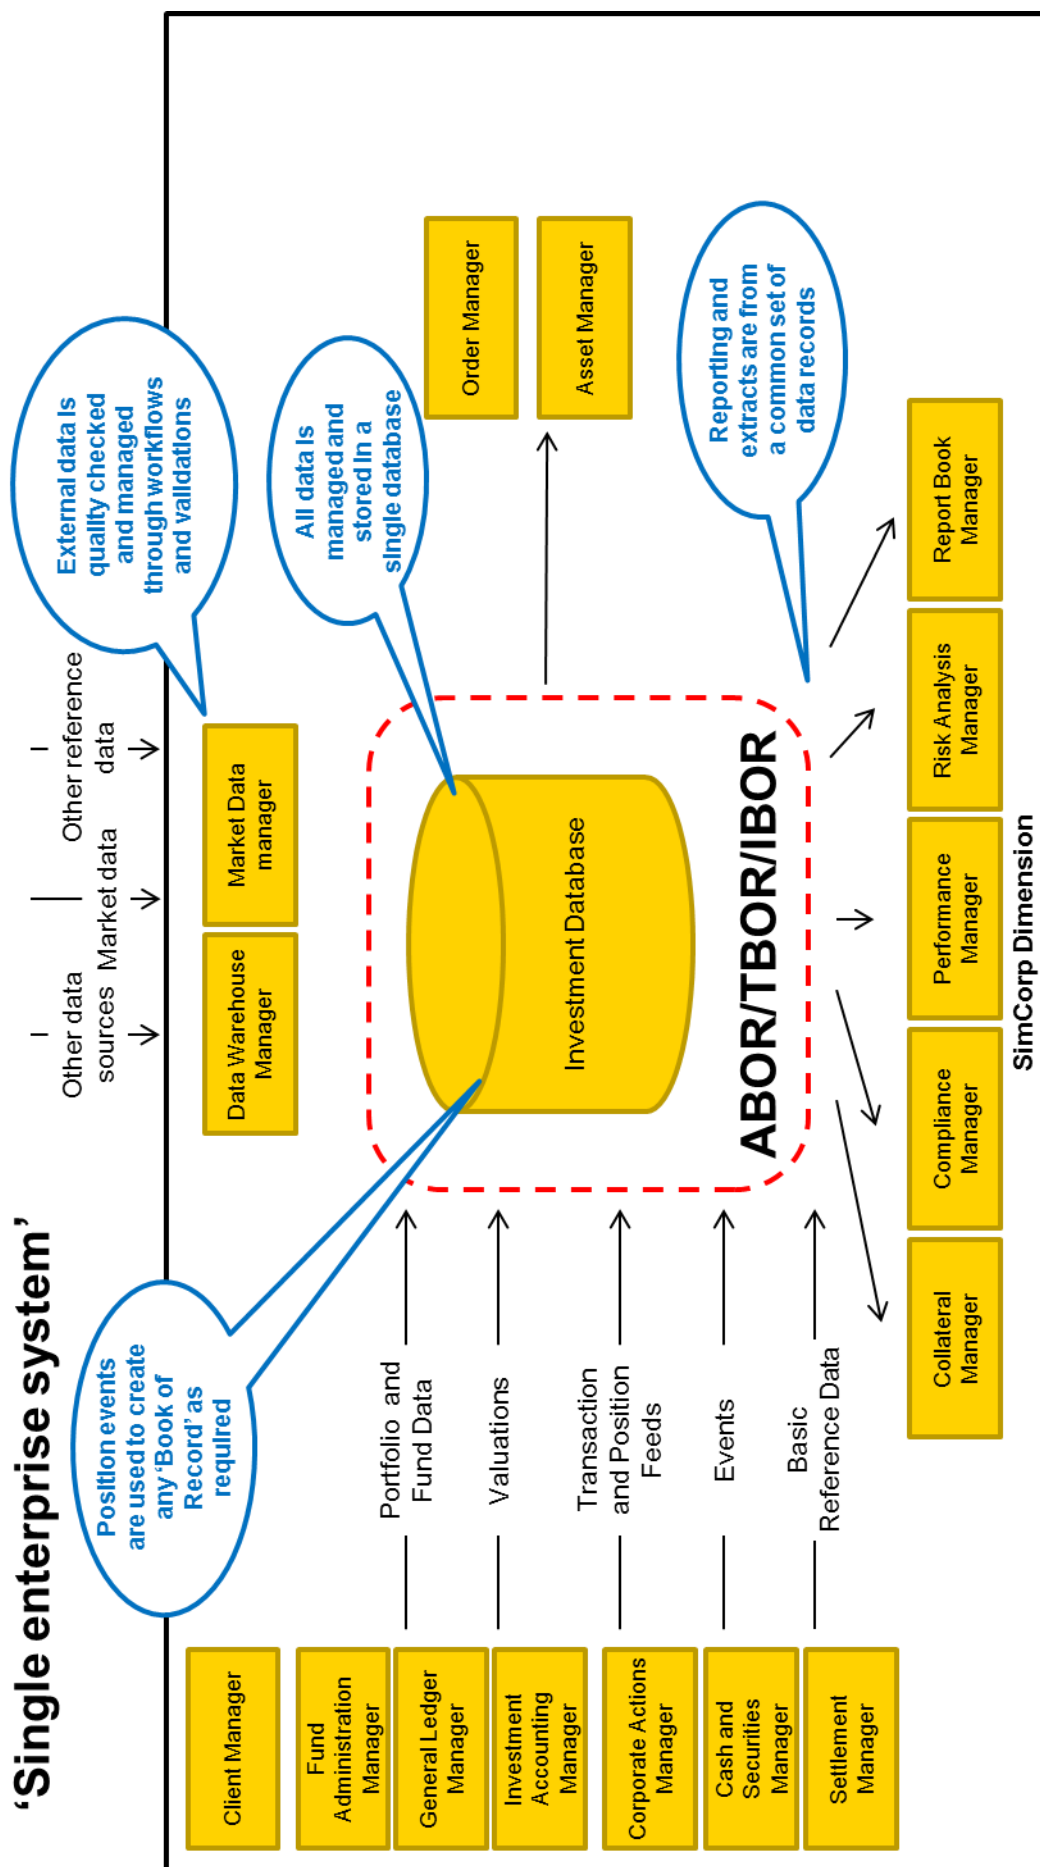 ‘Single enterprise system’
Position events
are used to create
any ‘Book of
Record’ as
required
External data is
quality checked
and managed
through workflows
and validations
All data is
managed and
stored in a
single database
Other data
sources
Market data
Other reference
data
Data Warehouse
Manager
Market Data
manager
Client Manager
Fund
Administration
Manager
General Ledger
Manager
Investment
Accounting
Manager
Corporate Actions
Manager
Cash and
Securities
Manager
Settlement
Manager
Portfolio and
Fund Data
Valuations
Transaction
and Position
Feeds
Events
Basic
Reference Data
Investment Database
ABOR/TBOR/IBOR
Order Manager
Asset Manager
Reporting and
extracts are from
a common set of
data records
Collateral
Manager
Compliance
Manager
Performance
Manager
Risk Analysis
Manager
Report Book
Manager
SimCorp Dimension